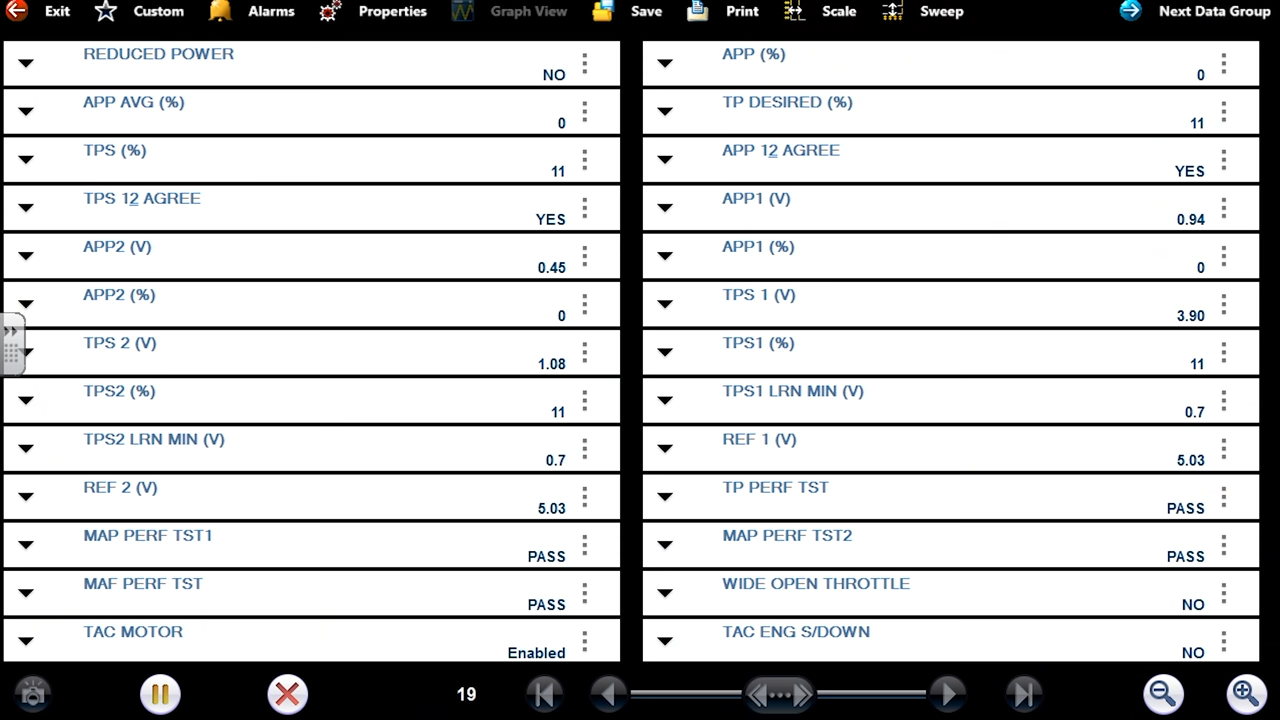 Exit Custom Alarms Properties Graph View Save Print Scale Sweep Next Data Group
REDUCED POWER
NO
APP (%)
0
APP AVG (%)
0
TP DESIRED (%)
11
TPS (%)
11
APP 12 AGREE
YES
TPS 12 AGREE
YES
APP1 (V)
0.94
APP2 (V)
0.45
APP1 (%)
0
APP2 (%)
0
TPS 1 (V)
3.90
TPS 2 (V)
1.08
TPS1 (%)
11
TPS2 (%)
11
TPS1 LRN MIN (V)
0.7
TPS2 LRN MIN (V)
0.7
REF 1 (V)
5.03
REF 2 (V)
5.03
TP PERF TST
PASS
MAP PERF TST1
PASS
MAP PERF TST2
PASS
MAF PERF TST
PASS
WIDE OPEN THROTTLE
NO
TAC MOTOR
Enabled
TAC ENG S/DOWN
NO
19